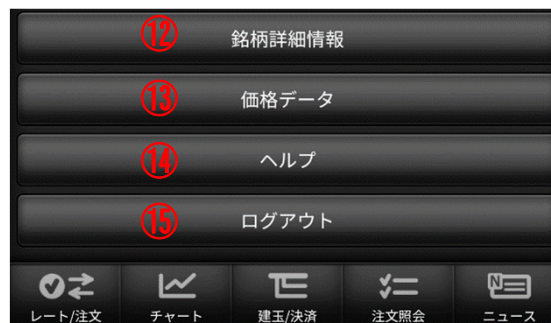 ⑫ 銘柄詳細情報
⑬ 価格データ
⑭ ヘルプ
⑮ ログアウト
レート/注文 チャート 建玉/決済 注文照会 N ニュース